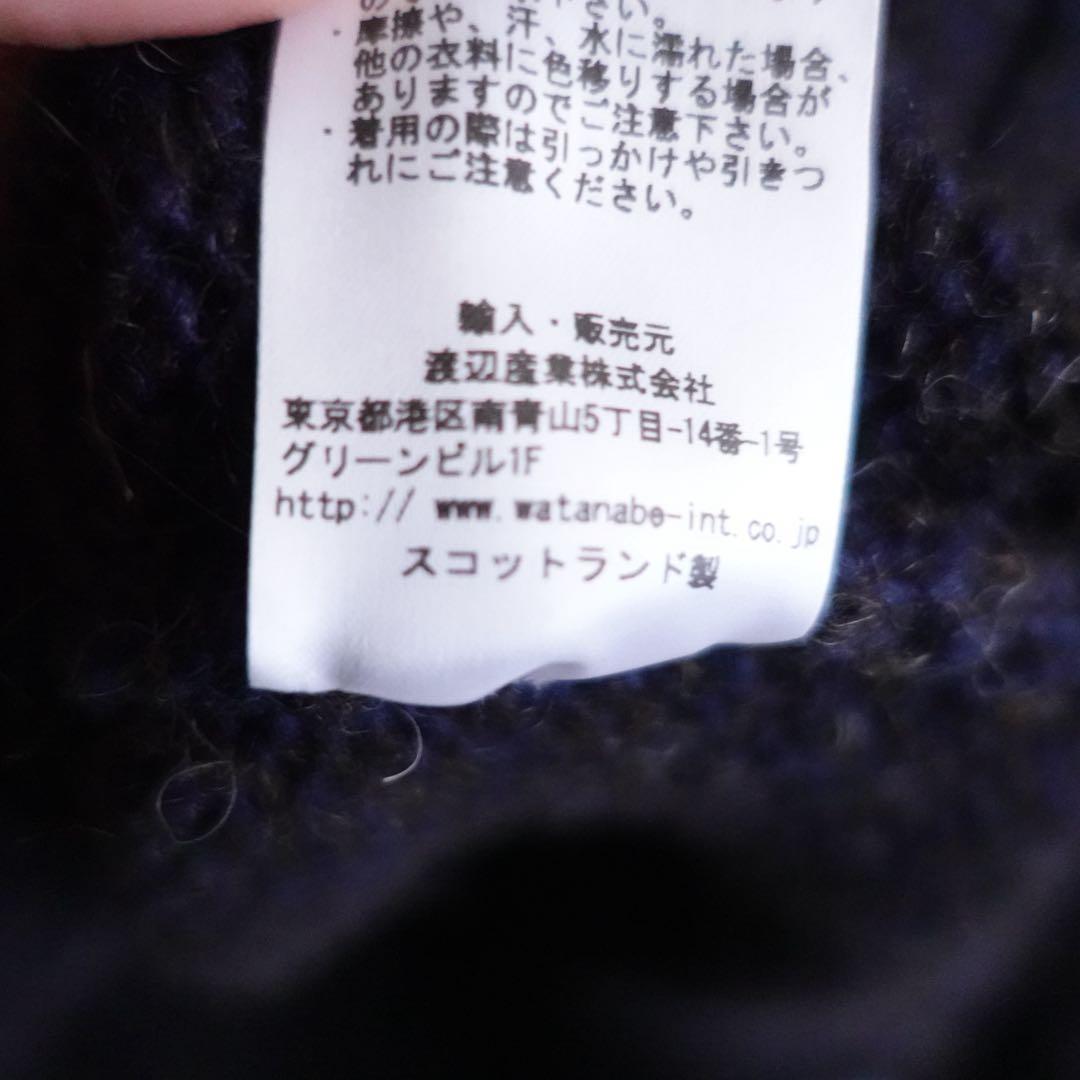 下さい。
・摩擦や、汗、水に濡れた場合、
他の衣料に色移りする場合が
ありますのでご注意下さい。
・着用の際は引っかけや引きつ
れにご注意ください。
輸入・販売元
渡辺産業株式会社
東京都港区南青山5丁目-14番-1号
グリーンビル1F
http:// www.watanabe-int.co.jp
スコットランド製